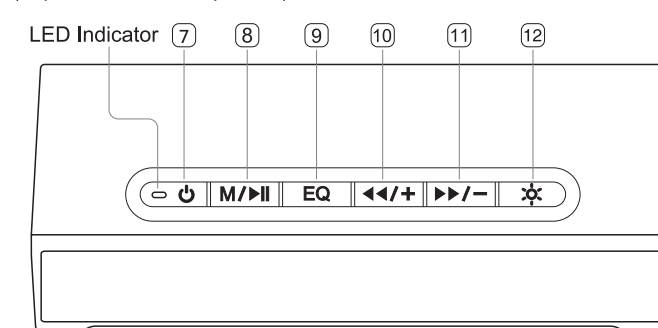 LED Indicator 7 8 9 10 11 12
M/▶II EQ ◀◀/+ ▶▶/−